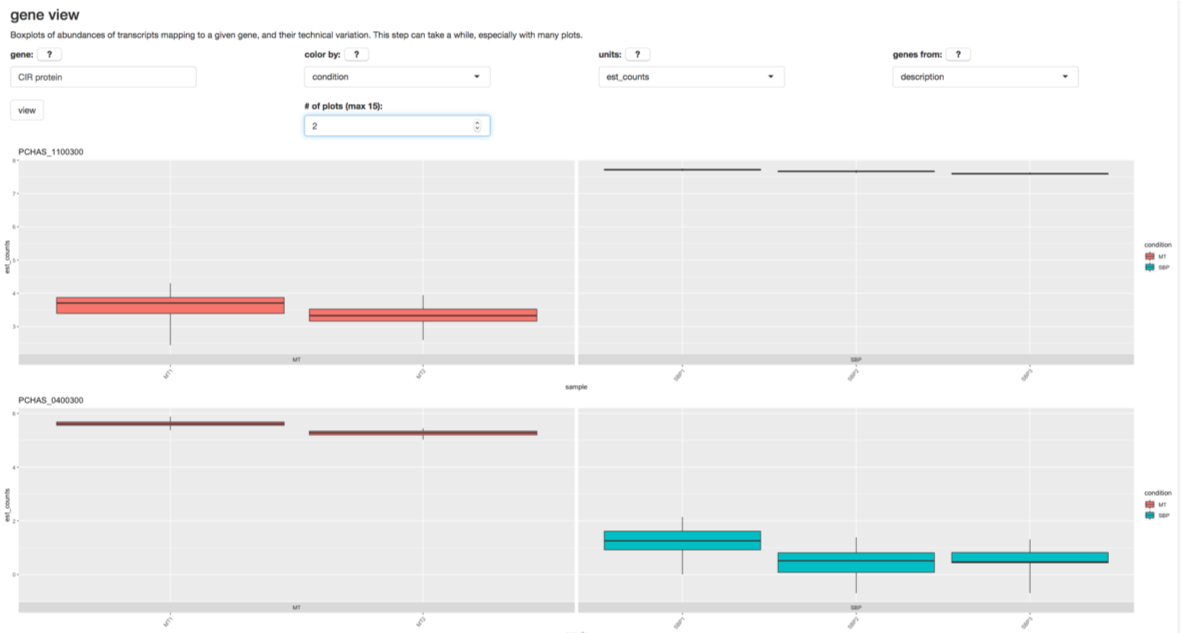 gene view
Boxplots of abundances of transcripts mapping to a given gene, and their technical variation. This step can take a while, especially with many plots.
gene: ? color by: ? units: ? genes from: ?
CIR protein condition est_counts description
view # of plots (max 15):
2
PCHAS_1100300
8
7
6
5
4
3
est_counts
MT SBP
MT1 MT2 SBP1 SBP2 SBP3
sample
condition
MT
SBP
PCHAS_0400300
6
4
2
0
est_counts
MT SBP
MT1 MT2 SBP1 SBP2 SBP3
condition
MT
SBP